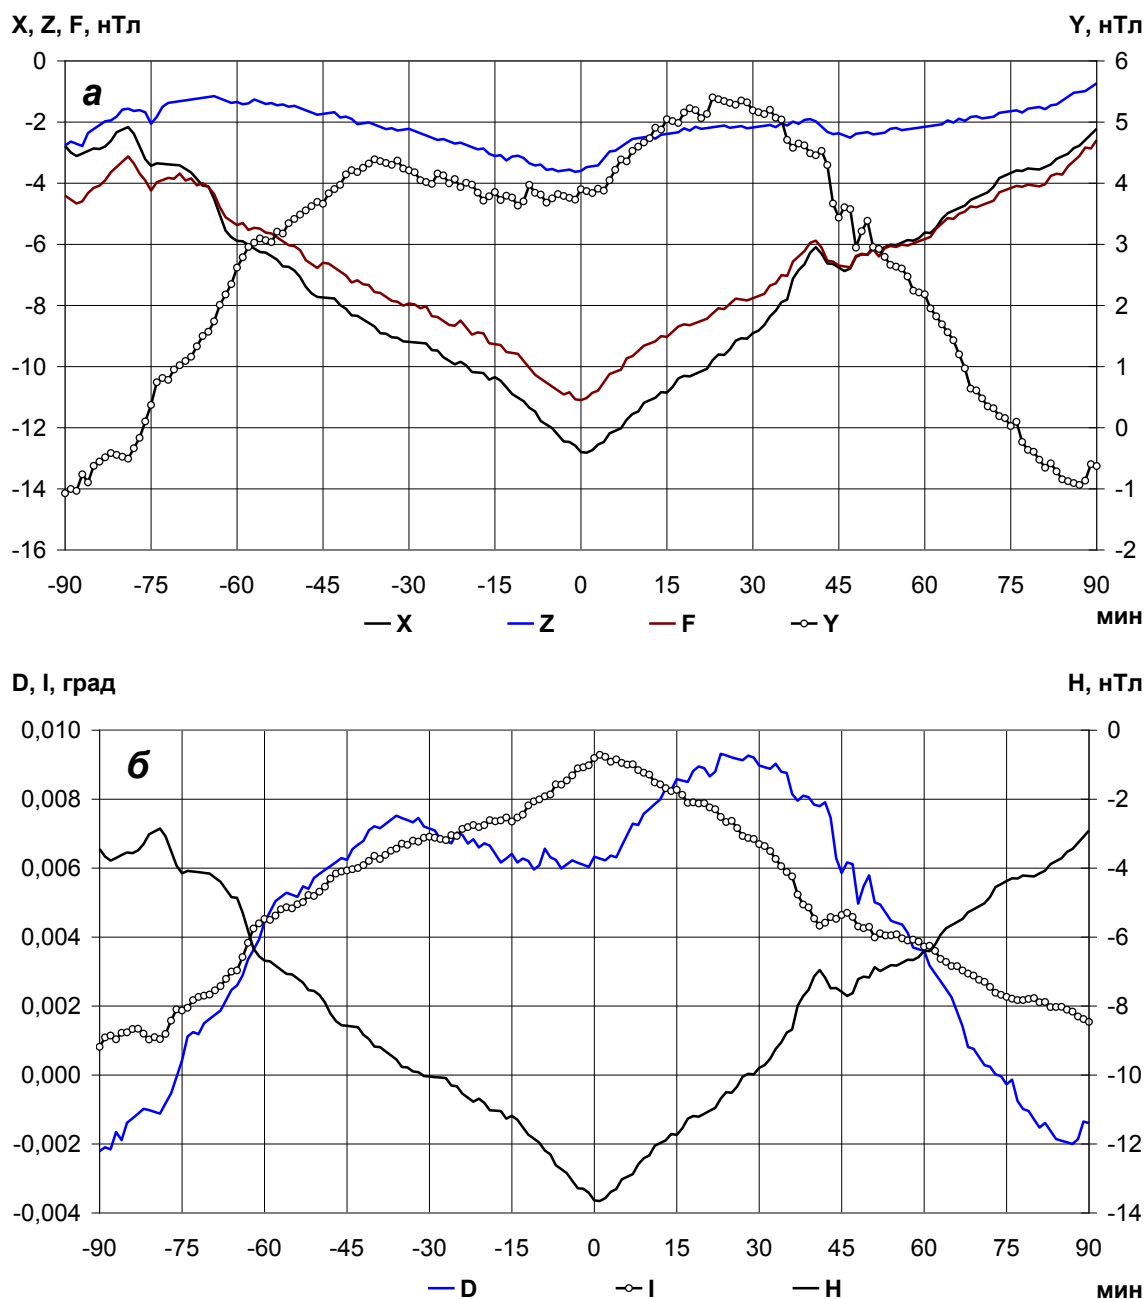 X, Z, F, нТл Y, нТл
а
0 6
-2 5
-4 4
-6 3
-8 2
-10 1
-12 0
-14 -1
-16 -2
-90 -75 -60 -45 -30 -15 0 15 30 45 60 75 90
мин
X Z F Y
D, I, град H, нТл
б
0,010 0
0,008 -2
0,006 -4
0,004 -6
0,002 -8
0,000 -10
-0,002 -12
-0,004 -14
-90 -75 -60 -45 -30 -15 0 15 30 45 60 75 90
D I H мин